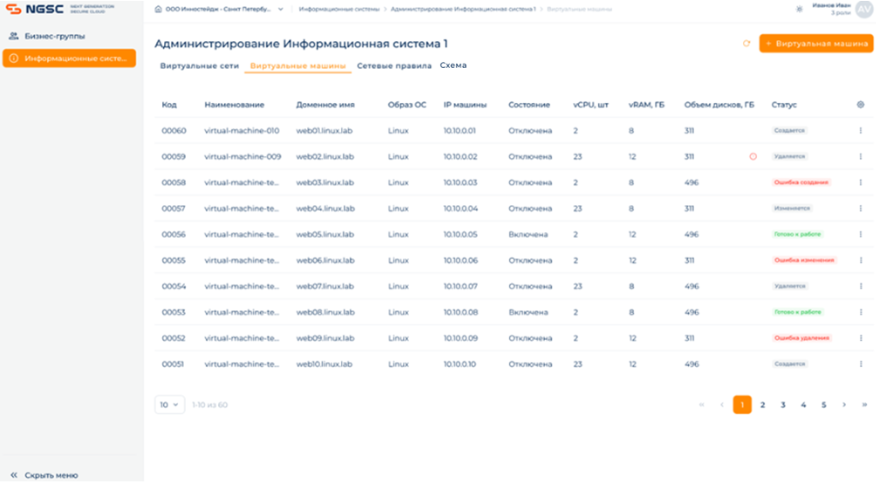 NGSC NEXT GENERATION SECURE CLOUD
ООО Инностейдж - Санкт Петербу... Информационные системы > Администрирование Информационная система 1 > Виртуальные машины
Иванов Иван
3 роли
AV
Бизнес-группы
Информационные систе...
Администрирование Информационная система 1
+ Виртуальная машина
Виртуальные сети Виртуальные машины Сетевые правила Схема
Код Наименование Доменное имя Образ ОС IP машины Состояние vCPU, шт vRAM, ГБ Объем дисков, ГБ Статус
00060 virtual-machine-010 web01.linux.lab Linux 10.10.0.01 Отключена 2 8 311 Создается
00059 virtual-machine-009 web02.linux.lab Linux 10.10.0.02 Отключена 23 12 311 Удаляется
00058 virtual-machine-te... web03.linux.lab Linux 10.10.0.03 Отключена 2 8 496 Ошибка создания
00057 virtual-machine-te... web04.linux.lab Linux 10.10.0.04 Отключена 23 8 311 Изменяется
00056 virtual-machine-te... web05.linux.lab Linux 10.10.0.05 Включена 2 12 496 Готово к работе
00055 virtual-machine-te... web06.linux.lab Linux 10.10.0.06 Отключена 2 12 311 Ошибка изменения
00054 virtual-machine-te... web07.linux.lab Linux 10.10.0.07 Отключена 23 8 496 Удаляется
00053 virtual-machine-te... web08.linux.lab Linux 10.10.0.08 Включена 2 8 496 Готово к работе
00052 virtual-machine-te... web09.linux.lab Linux 10.10.0.09 Отключена 2 12 311 Ошибка удаления
00051 virtual-machine-te... web10.linux.lab Linux 10.10.0.10 Отключена 23 12 496 Создается
10 1-10 из 60 « < 1 2 3 4 5 > »
« Скрыть меню